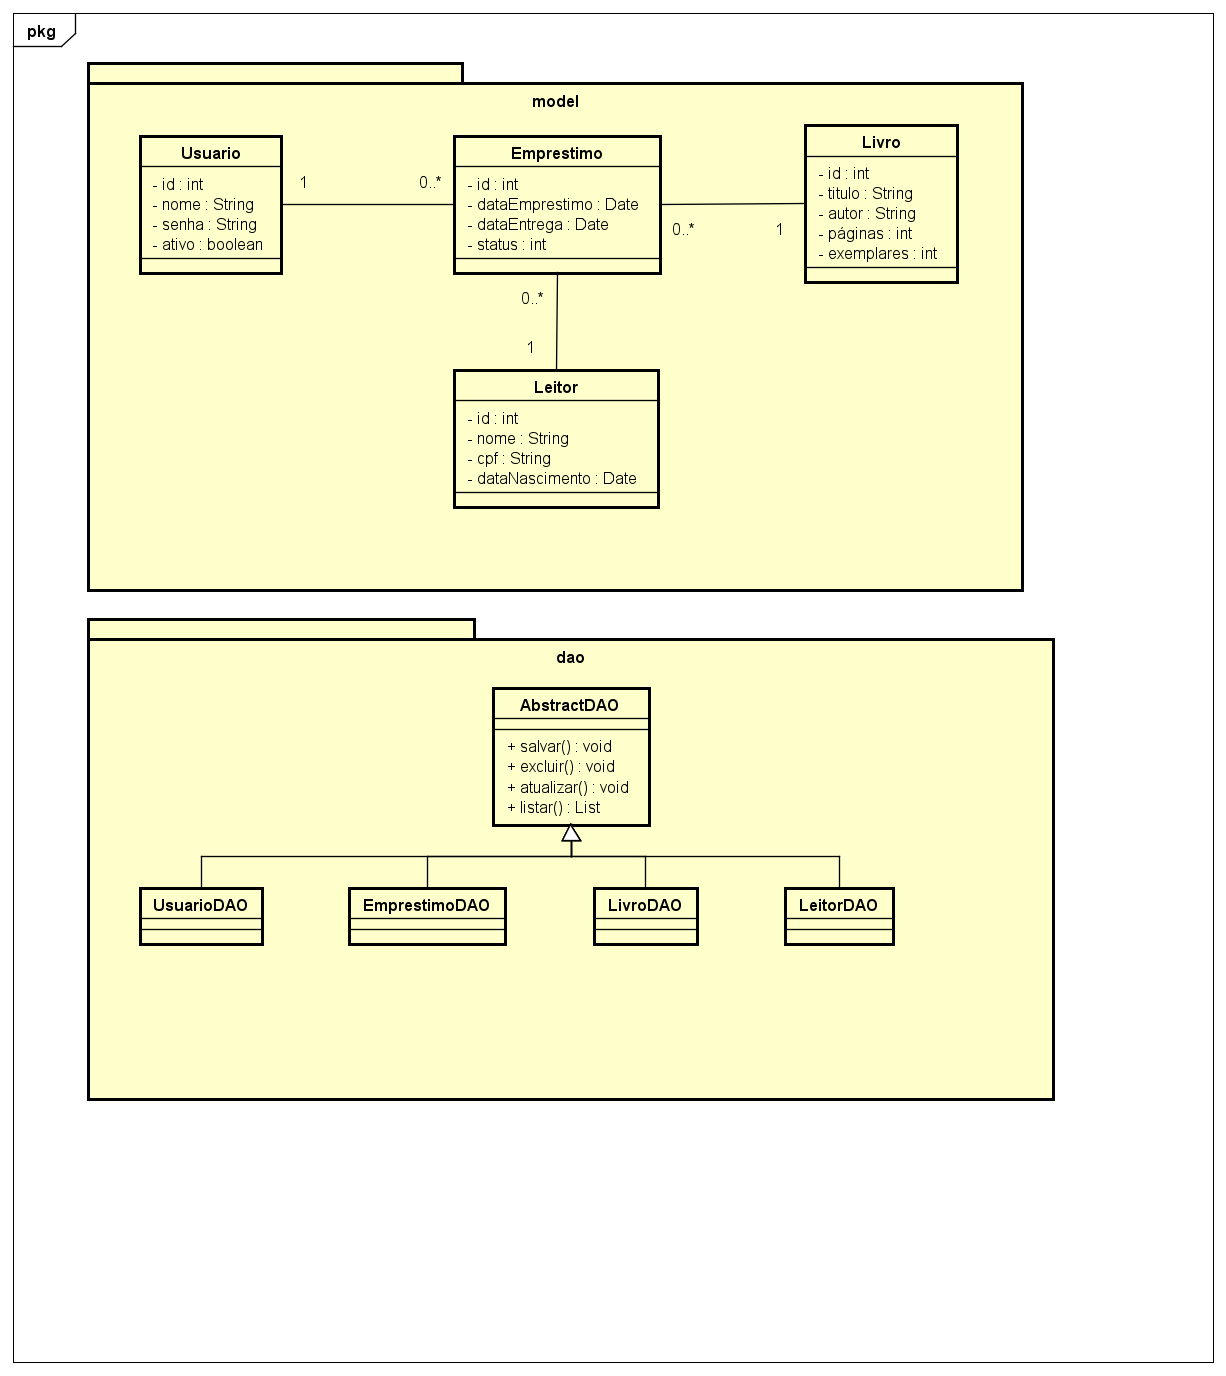 pkg
model
Usuario
- id : int
- nome : String
- senha : String
- ativo : boolean
1
0..*
Emprestimo
- id : int
- dataEmprestimo : Date
- dataEntrega : Date
- status : int
0..*
1
Livro
- id : int
- titulo : String
- autor : String
- páginas : int
- exemplares : int
0..*
1
Leitor
- id : int
- nome : String
- cpf : String
- dataNascimento : Date
dao
AbstractDAO
+ salvar() : void
+ excluir() : void
+ atualizar() : void
+ listar() : List
UsuarioDAO
EmprestimoDAO
LivroDAO
LeitorDAO